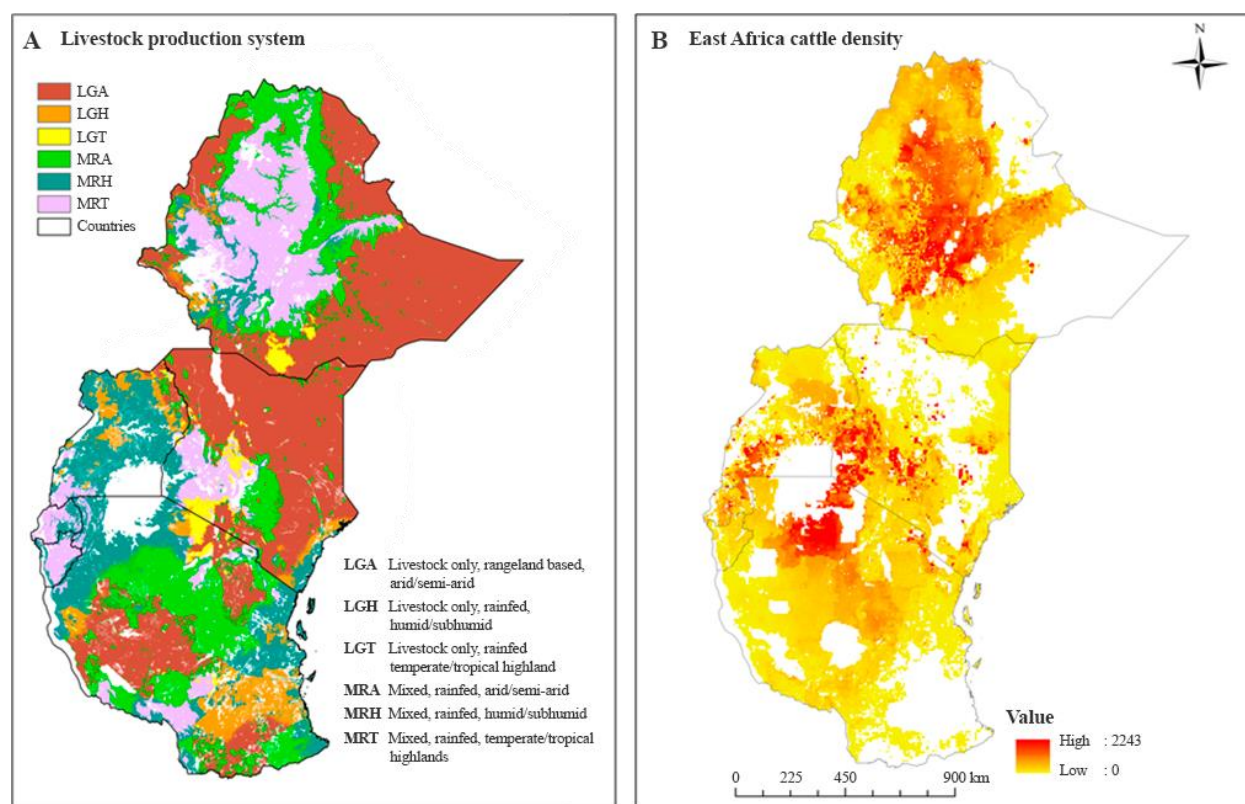 A Livestock production system
LGA
LGH
LGT
MRA
MRH
MRT
Countries
LGA Livestock only, rangeland based,
arid/semi-arid
LGH Livestock only, rainfed,
humid/subhumid
LGT Livestock only, rainfed
temperate/tropical highland
MRA Mixed, rainfed, arid/semi-arid
MRH Mixed, rainfed, humid/subhumid
MRT Mixed, rainfed, temperate/tropical
highlands
B East Africa cattle density
N
Value
High : 2243
Low : 0
0 225 450 900 km